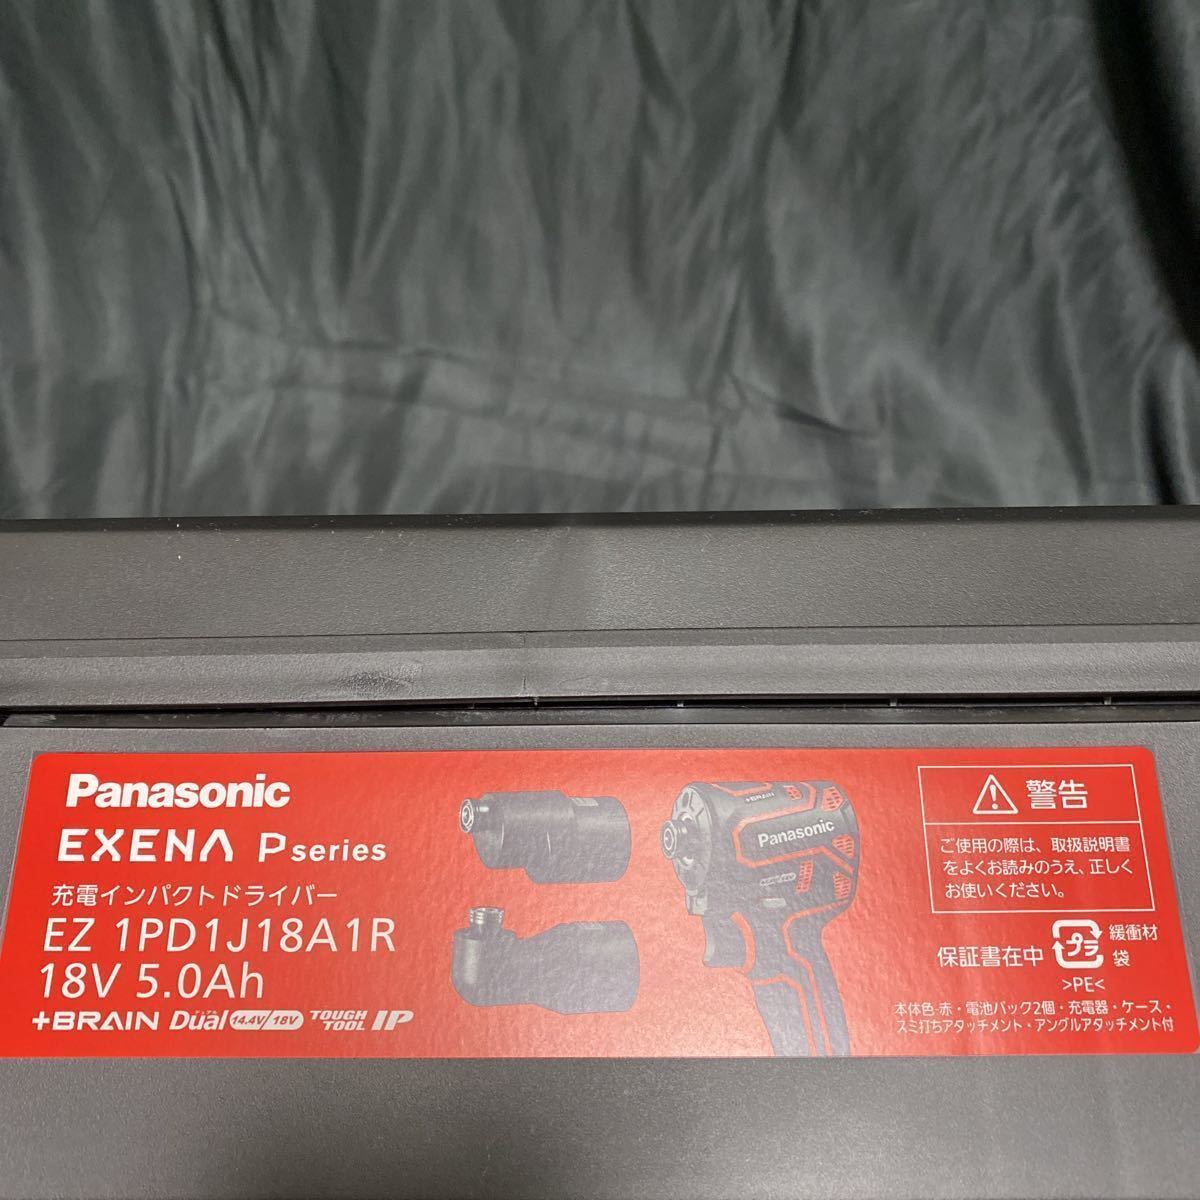 Panasonic
EXENA P series
充電インパクトドライバー
EZ 1PD1J18A1R
18V 5.0Ah
+BRAIN Dual 14.4V/18V TOUGH TOOL IP
+BRAIN
Panasonic
警告
ご使用の際は、取扱説明書
をよくお読みのうえ、正しく
お使いください。
保証書在中
プラ
緩衝材
袋
>PE<
本体色-赤・電池パック2個・充電器・ケース・
スミ打ちアタッチメント・アングルアタッチメント付